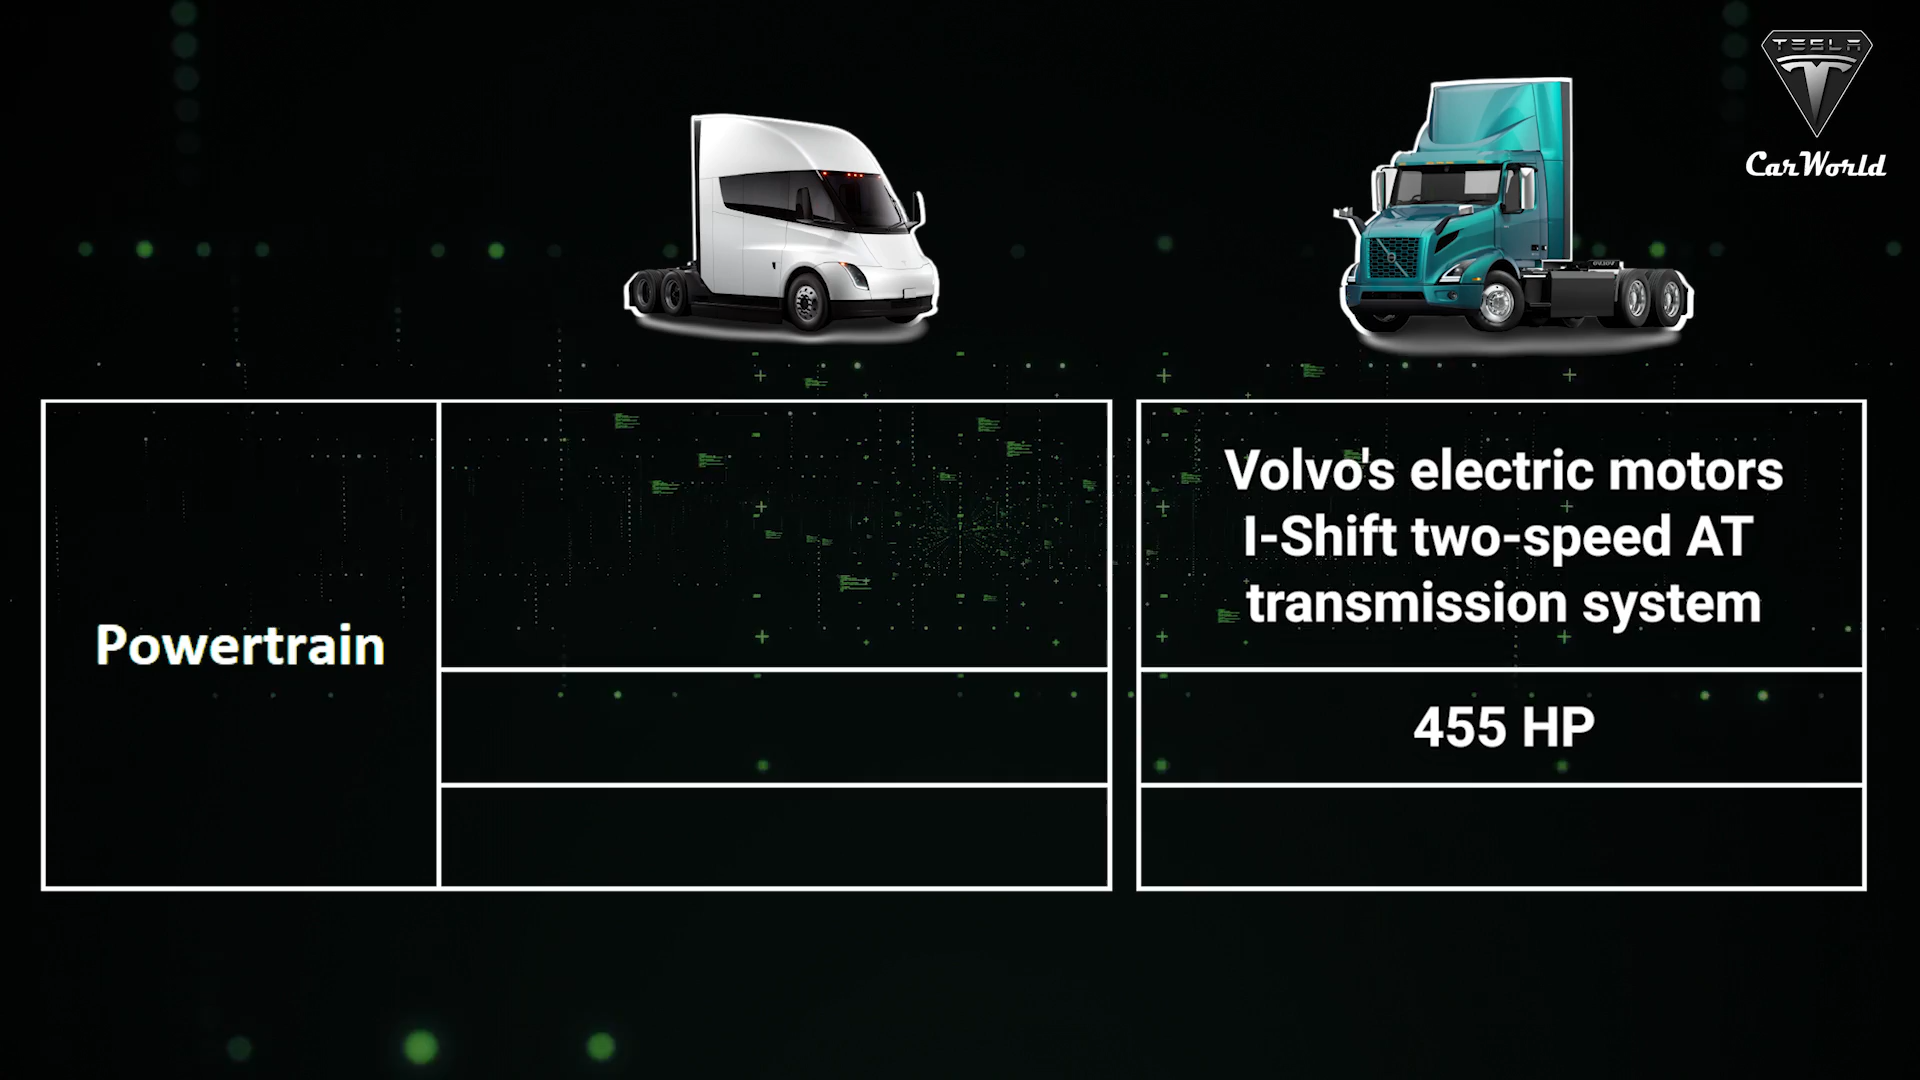 TESLA
CarWorld
Powertrain
Volvo's electric motors
I-Shift two-speed AT
transmission system
455 HP